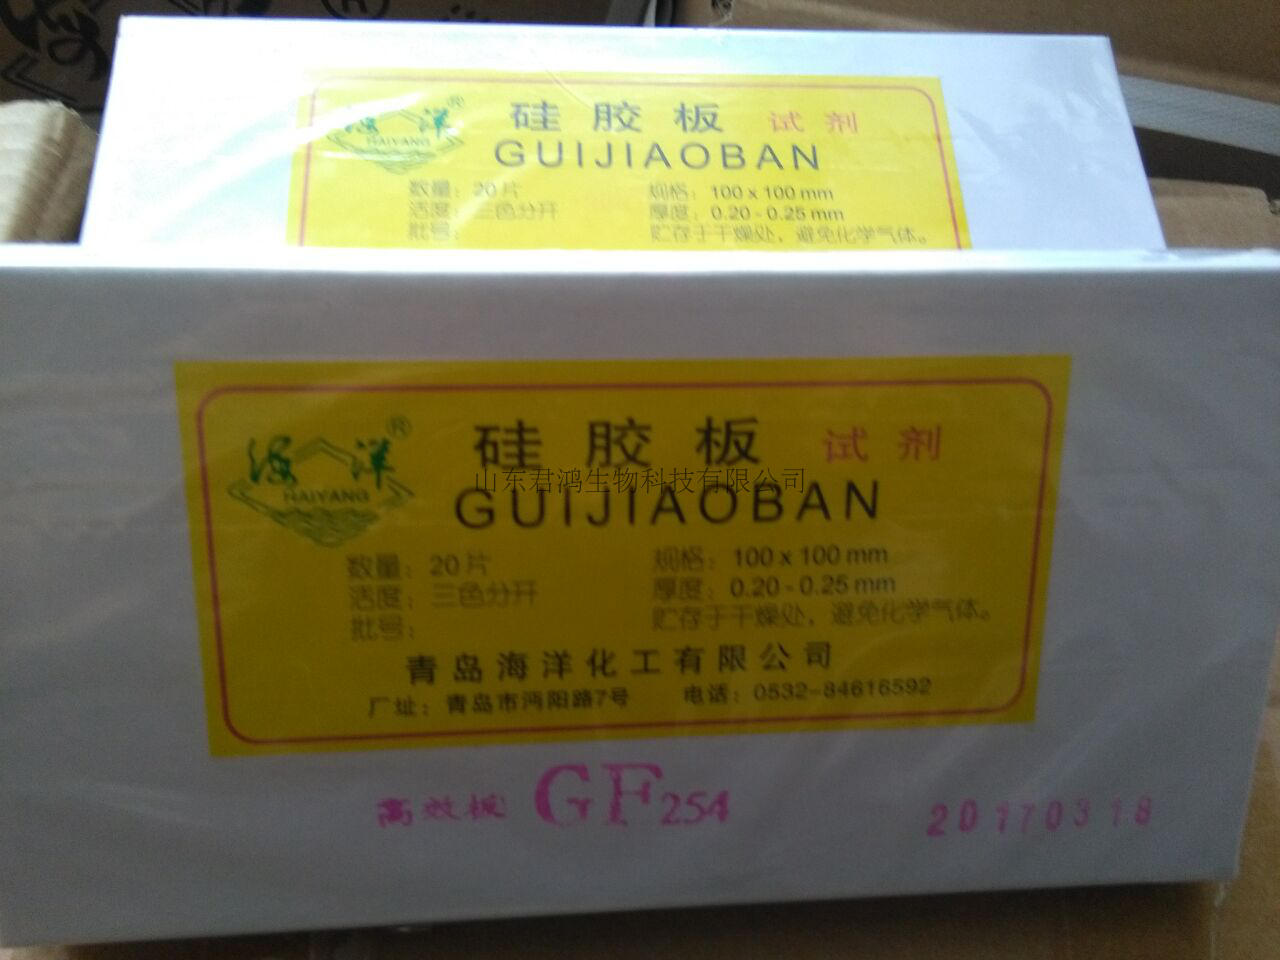 海洋®
HAIYANG
硅胶板 试剂
GUIJIAOBAN
数量：20片 规格：100 x 100 mm
活度：三色分开 厚度：0.20 - 0.25 mm
批号： 贮存于干燥处，避免化学气体。
海洋®
HAIYANG
硅胶板 试剂
山东君鸿生物科技有限公司
GUIJIAOBAN
数量：20片 规格：100 x 100 mm
活度：三色分开 厚度：0.20 - 0.25 mm
批号： 贮存于干燥处，避免化学气体。
青岛海洋化工有限公司
厂址：青岛市沔阳路7号 电话：0532-84616592
高效板 GF254 20170318